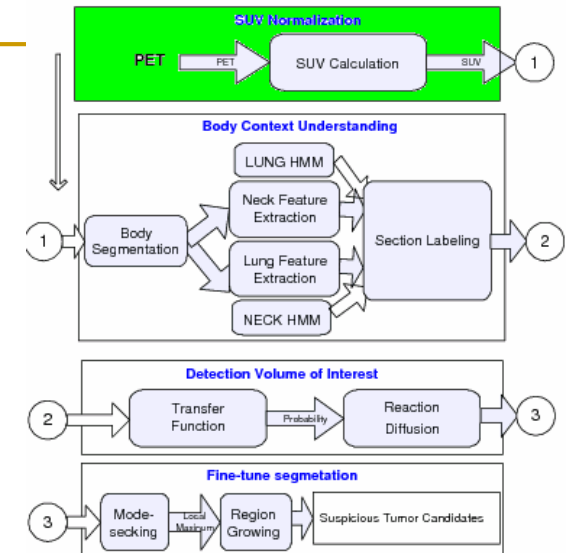 SUV Normalization
PET
PET
SUV Calculation
SUV
1
Body Context Understanding
LUNG HMM
Neck Feature
Extraction
1
Body
Segmentation
Section Labeling
2
Lung Feature
Extraction
NECK HMM
Detection Volume of Interest
2
Transfer
Function
Probability
Reaction
Diffusion
3
Fine-tune segmetation
3
Mode-
secking
Local
Maximum
Region
Growing
Suspicious Tumor Candidates